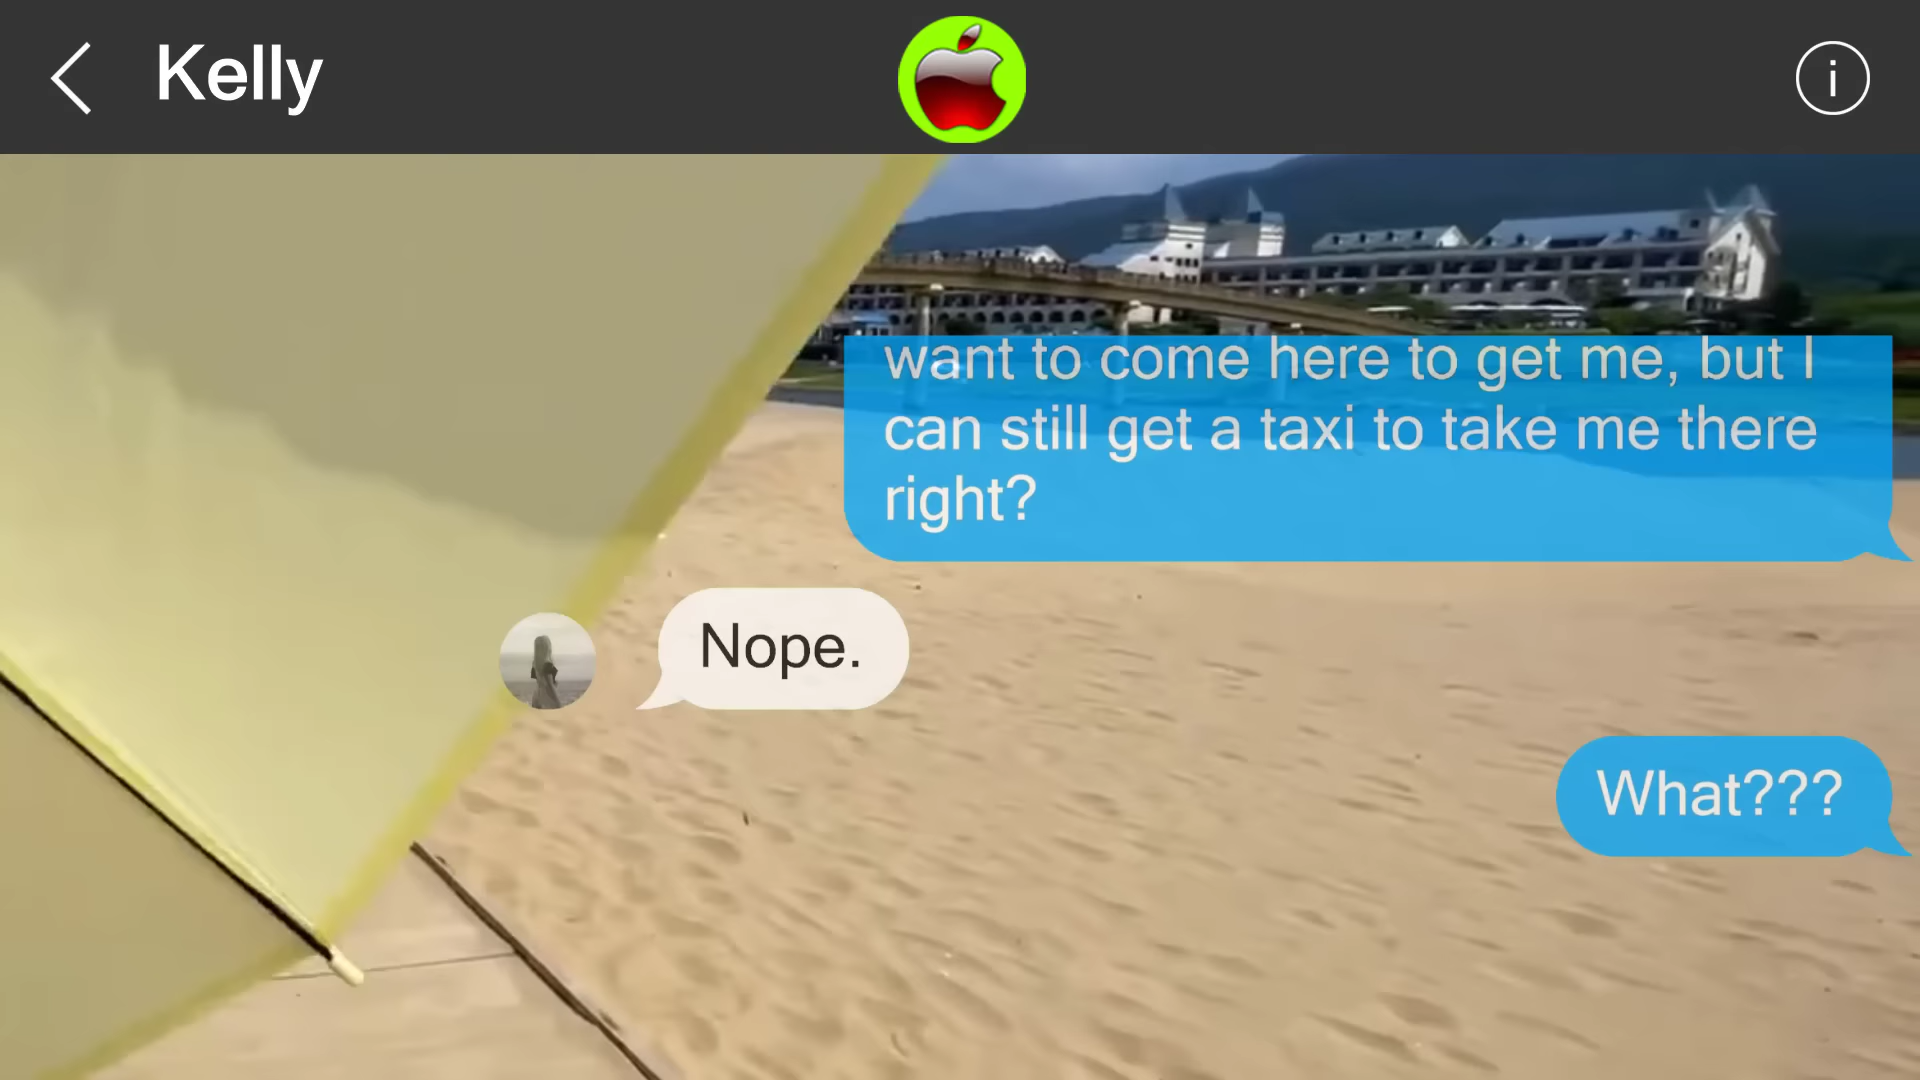 Kelly
want to come here to get me, but I
can still get a taxi to take me there
right?
Nope.
What???